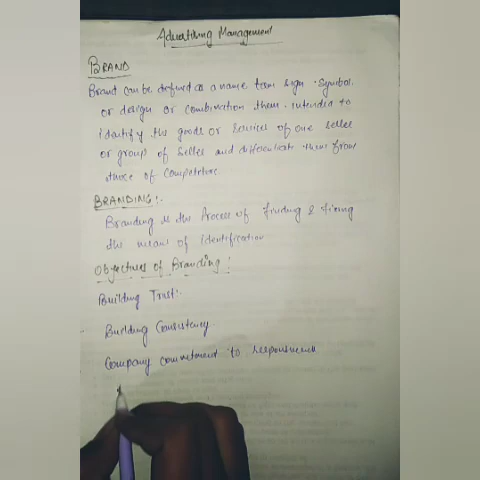 Advertising Management
BRAND
Brand can be defined as a name term sign symbol
or design or combination them intended to
identify the goods or services of one seller
or group of seller and differentiate them from
those of Competitors.
BRANDING:-
Branding is the Process of finding & fixing
the means of identification
Objectives of Branding:
Building Trust:
Building Consistency
Company commitment to